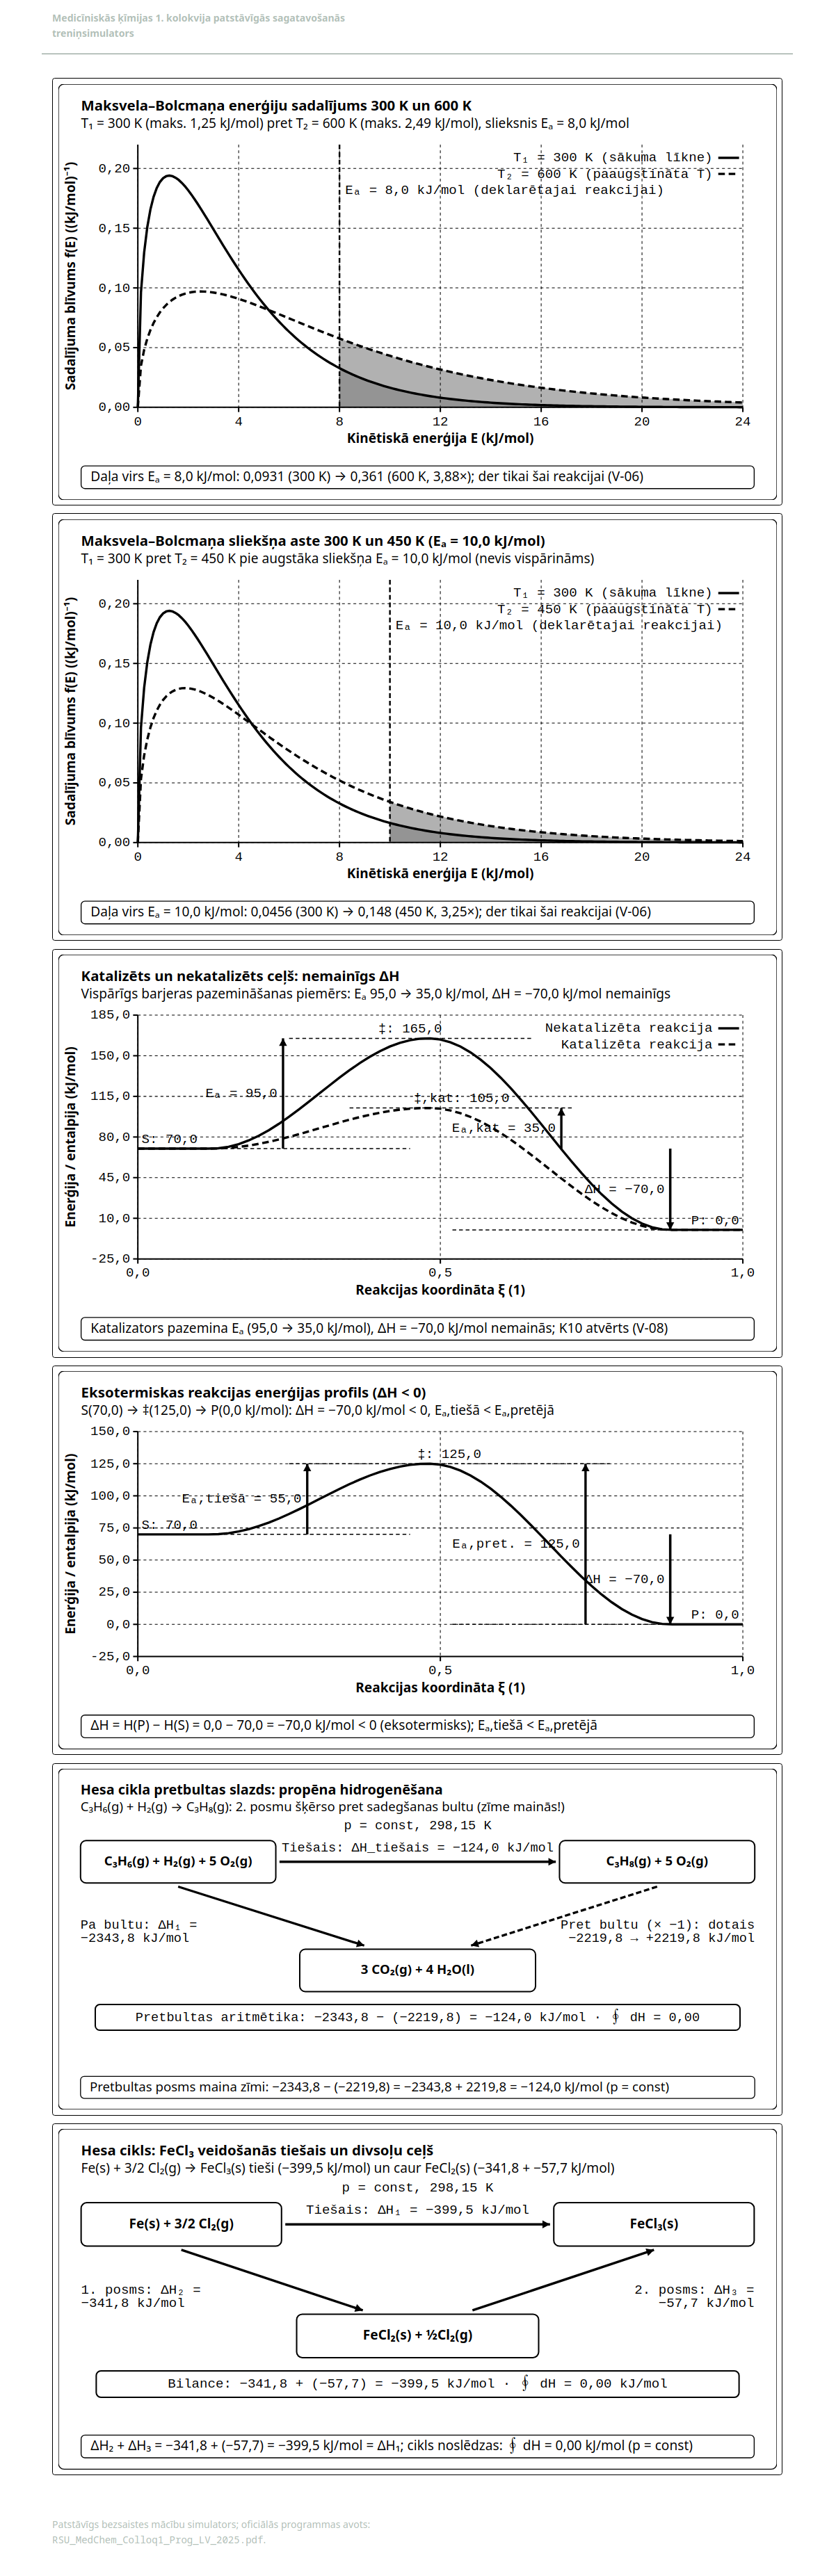 Medicīniskās ķīmijas 1. kolokvija patstāvīgās sagatavošanās
treniņsimulators
Maksvela–Bolcmaņa enerģiju sadalījums 300 K un 600 K
T₁ = 300 K (maks. 1,25 kJ/mol) pret T₂ = 600 K (maks. 2,49 kJ/mol), slieksnis Eₐ = 8,0 kJ/mol
T₁ = 300 K (sākuma līkne)
T₂ = 600 K (paaugstināta T)
Eₐ = 8,0 kJ/mol (deklarētajai reakcijai)
Sadalījuma blīvums f(E) ((kJ/mol)⁻¹)
0,20
0,15
0,10
0,05
0,00
0 4 8 12 16 20 24
Kinētiskā enerģija E (kJ/mol)
Daļa virs Eₐ = 8,0 kJ/mol: 0,0931 (300 K) → 0,361 (600 K, 3,88×); der tikai šai reakcijai (V-06)
Maksvela–Bolcmaņa sliekšņa aste 300 K un 450 K (Eₐ = 10,0 kJ/mol)
T₁ = 300 K pret T₂ = 450 K pie augstāka sliekšņa Eₐ = 10,0 kJ/mol (nevis vispārināms)
T₁ = 300 K (sākuma līkne)
T₂ = 450 K (paaugstināta T)
Eₐ = 10,0 kJ/mol (deklarētajai reakcijai)
Sadalījuma blīvums f(E) ((kJ/mol)⁻¹)
0,20
0,15
0,10
0,05
0,00
0 4 8 12 16 20 24
Kinētiskā enerģija E (kJ/mol)
Daļa virs Eₐ = 10,0 kJ/mol: 0,0456 (300 K) → 0,148 (450 K, 3,25×); der tikai šai reakcijai (V-06)
Katalizēts un nekatalizēts ceļš: nemainīgs ΔH
Vispārīgs barjeras pazemināšanas piemērs: Eₐ 95,0 → 35,0 kJ/mol, ΔH = −70,0 kJ/mol nemainīgs
Nekatalizēta reakcija
Katalizēta reakcija
Enerģija / entalpija (kJ/mol)
185,0
150,0
115,0
80,0
45,0
10,0
-25,0
‡: 165,0
Eₐ = 95,0
‡,kat: 105,0
Eₐ,kat = 35,0
S: 70,0
ΔH = −70,0
P: 0,0
0,0 0,5 1,0
Reakcijas koordināta ξ (1)
Katalizators pazemina Eₐ (95,0 → 35,0 kJ/mol), ΔH = −70,0 kJ/mol nemainās; K10 atvērts (V-08)
Eksotermiskas reakcijas enerģijas profils (ΔH < 0)
S(70,0) → ‡(125,0) → P(0,0 kJ/mol): ΔH = −70,0 kJ/mol < 0, Eₐ,tiešā < Eₐ,pretējā
Enerģija / entalpija (kJ/mol)
150,0
125,0
100,0
75,0
50,0
25,0
0,0
-25,0
‡: 125,0
Eₐ,tiešā = 55,0
S: 70,0
Eₐ,pret. = 125,0
ΔH = −70,0
P: 0,0
0,0 0,5 1,0
Reakcijas koordināta ξ (1)
ΔH = H(P) − H(S) = 0,0 − 70,0 = −70,0 kJ/mol < 0 (eksotermisks); Eₐ,tiešā < Eₐ,pretējā
Hesa cikla pretbultas slazds: propēna hidrogenēšana
C₃H₆(g) + H₂(g) → C₃H₈(g): 2. posmu šķērso pret sadegšanas bultu (zīme mainās!)
p = const, 298,15 K
Tiešais: ΔH_tiešais = −124,0 kJ/mol
C₃H₆(g) + H₂(g) + 5 O₂(g)
C₃H₈(g) + 5 O₂(g)
Pa bultu: ΔH₁ =
−2343,8 kJ/mol
Pret bultu (× −1): dotais
−2219,8 → +2219,8 kJ/mol
3 CO₂(g) + 4 H₂O(l)
Pretbultas aritmētika: −2343,8 − (−2219,8) = −124,0 kJ/mol · ∮ dH = 0,00
Pretbultas posms maina zīmi: −2343,8 − (−2219,8) = −2343,8 + 2219,8 = −124,0 kJ/mol (p = const)
Hesa cikls: FeCl₃ veidošanās tiešais un divsoļu ceļš
Fe(s) + 3/2 Cl₂(g) → FeCl₃(s) tieši (−399,5 kJ/mol) un caur FeCl₂(s) (−341,8 + −57,7 kJ/mol)
p = const, 298,15 K
Tiešais: ΔH₁ = −399,5 kJ/mol
Fe(s) + 3/2 Cl₂(g)
FeCl₃(s)
1. posms: ΔH₂ =
−341,8 kJ/mol
2. posms: ΔH₃ =
−57,7 kJ/mol
FeCl₂(s) + ½Cl₂(g)
Bilance: −341,8 + (−57,7) = −399,5 kJ/mol · ∮ dH = 0,00 kJ/mol
ΔH₂ + ΔH₃ = −341,8 + (−57,7) = −399,5 kJ/mol = ΔH₁; cikls noslēdzas: ∮ dH = 0,00 kJ/mol (p = const)
Patstāvīgs bezsaistes mācību simulators; oficiālās programmas avots:
RSU_MedChem_Colloq1_Prog_LV_2025.pdf.